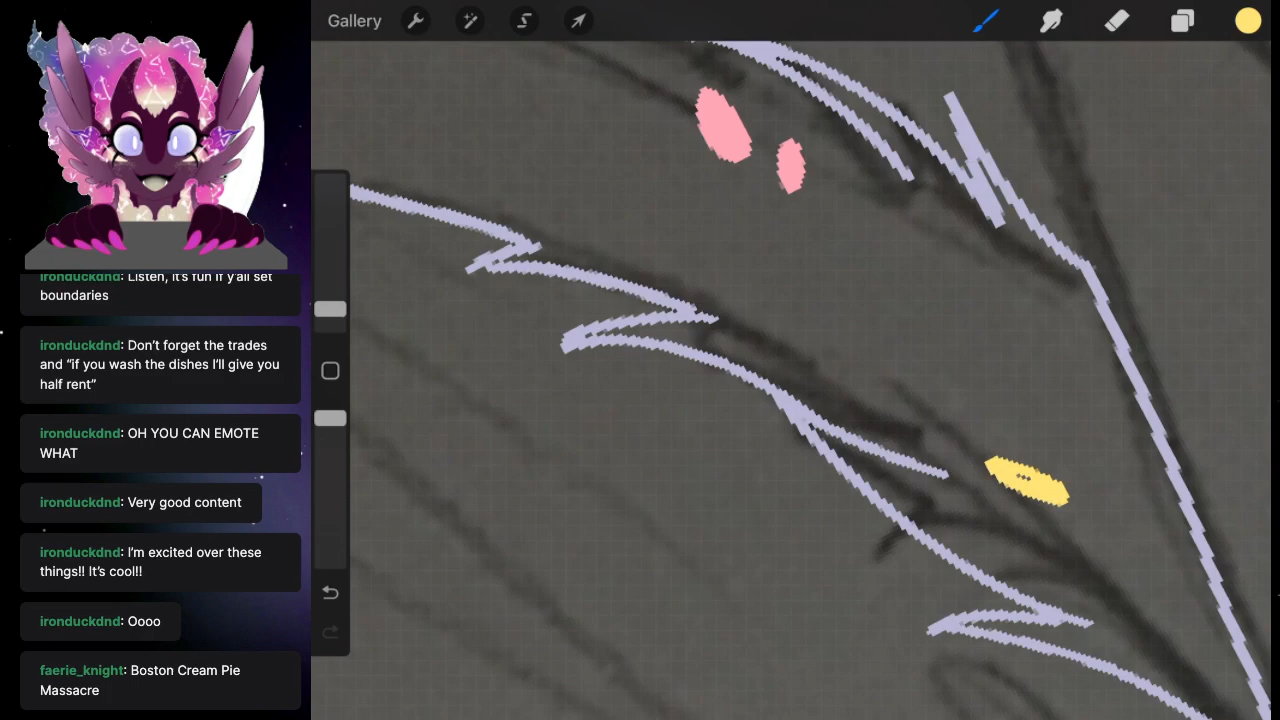 Gallery
ironduckdnd: Listen, it's fun if y'all set
boundaries
ironduckdnd: Don't forget the trades
and “if you wash the dishes I'll give you
half rent”
ironduckdnd: OH YOU CAN EMOTE
WHAT
ironduckdnd: Very good content
ironduckdnd: I'm excited over these
things!! It's cool!!
ironduckdnd: Oooo
faerie_knight: Boston Cream Pie
Massacre